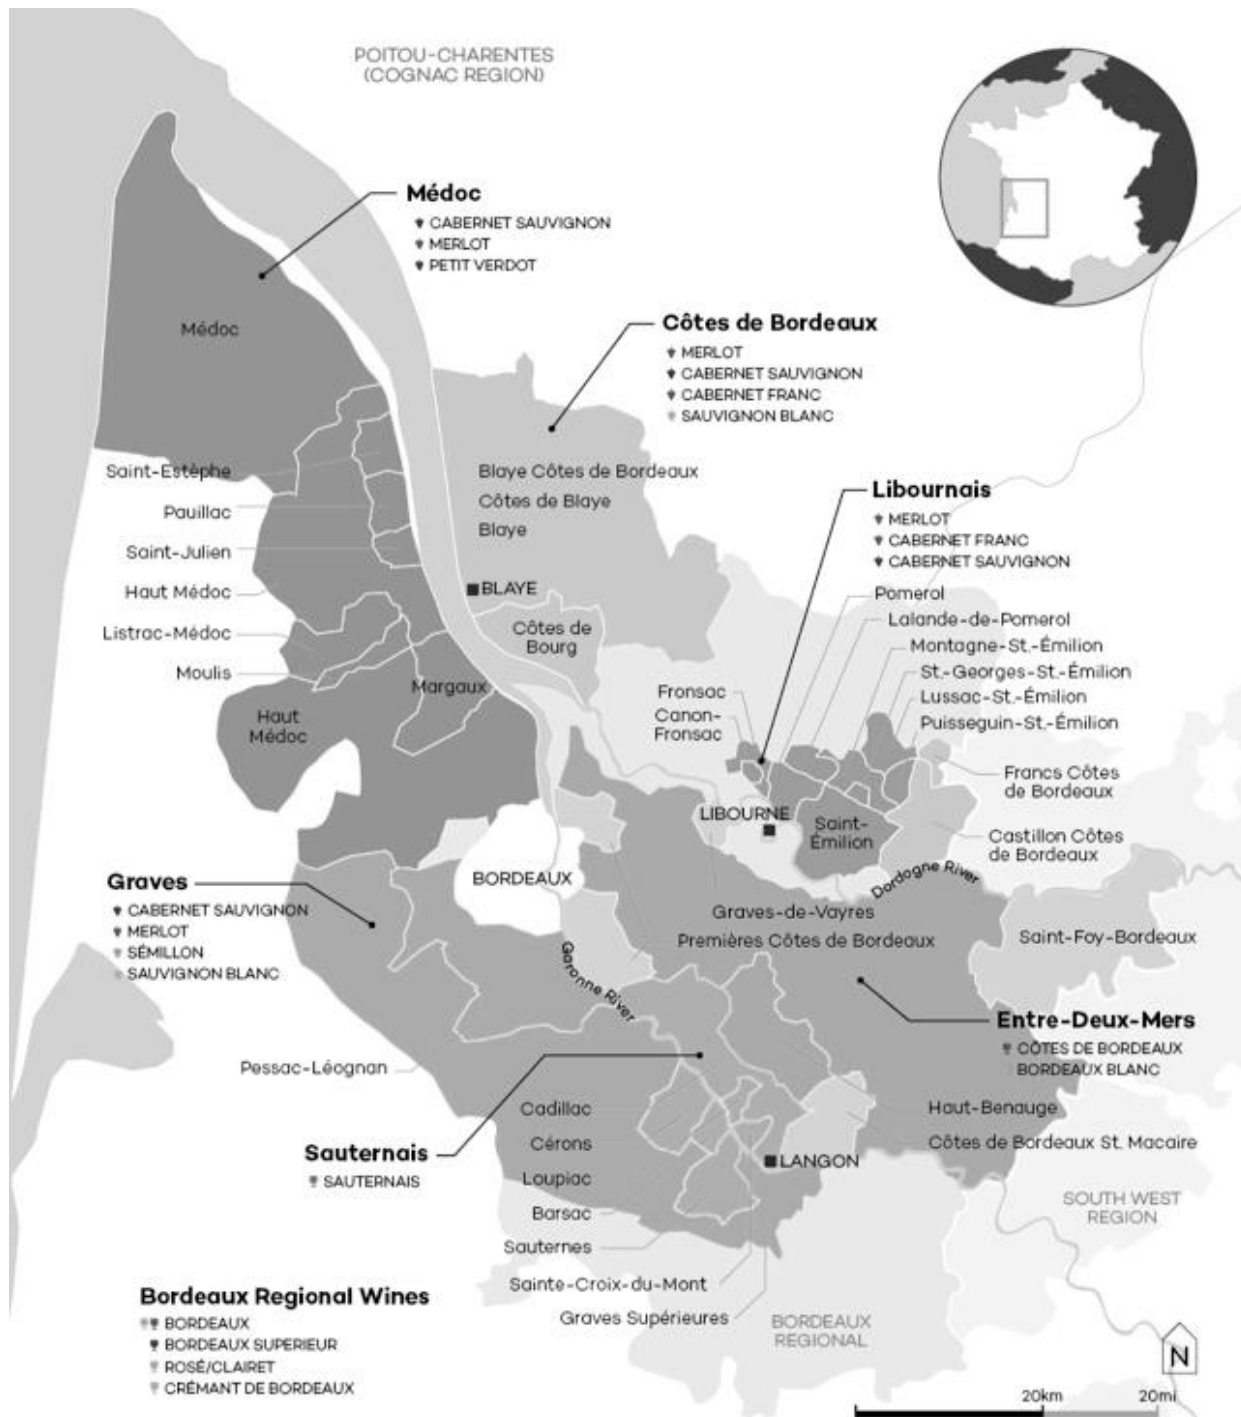 POITOU-CHARENTES
(COGNAC REGION)
Médoc
CABERNET SAUVIGNON
MERLOT
PETIT VERDOT
Médoc
Côtes de Bordeaux
MERLOT
CABERNET SAUVIGNON
CABERNET FRANC
SAUVIGNON BLANC
Saint-Estèphe
Pauillac
Saint-Julien
Haut Médoc
Listrac-Médoc
Moulis
Margaux
Haut
Médoc
Blaye Côtes de Bordeaux
Côtes de Blaye
Blaye
BLAYE
Côtes de
Bourg
Libournais
MERLOT
CABERNET FRANC
CABERNET SAUVIGNON
Pomerol
Lalande-de-Pomerol
Montagne-St.-Émilion
St.-Georges-St.-Émilion
Lussac-St.-Émilion
Puisseguin-St.-Émilion
Fronsac
Canon-
Fronsac
Francs Côtes
de Bordeaux
Castillon Côtes
de Bordeaux
LIBOURNE
Saint-
Émilion
Dordogne River
BORDEAUX
Graves
CABERNET SAUVIGNON
MERLOT
SÉMILLON
SAUVIGNON BLANC
Graves-de-Vayres
Premières Côtes de Bordeaux
Saint-Foy-Bordeaux
Garonne River
Entre-Deux-Mers
CÔTES DE BORDEAUX
BORDEAUX BLANC
Pessac-Léognan
Sauternais
SAUTERNAIS
Cadillac
Cérons
Loupiac
Barsac
Sauternes
Sainte-Croix-du-Mont
Graves Supérieures
LANGON
Haut-Benauge
Côtes de Bordeaux St. Macaire
SOUTH WEST
REGION
BORDEAUX
REGIONAL
Bordeaux Regional Wines
BORDEAUX
BORDEAUX SUPERIEUR
ROSÉ/CLAIRET
CRÉMANT DE BORDEAUX
N
20km
20mi